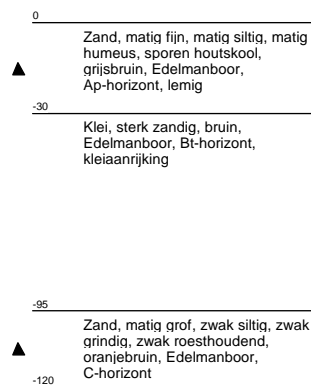 0
Zand, matig fijn, matig siltig, matig
humeus, sporen houtskool,
grijsbruin, Edelmanboor,
Ap-horizont, lemig
-30
Klei, sterk zandig, bruin,
Edelmanboor, Bt-horizont,
kleiaanrijking
-95
Zand, matig grof, zwak siltig, zwak
grindig, zwak roesthoudend,
oranjebruin, Edelmanboor,
C-horizont
-120